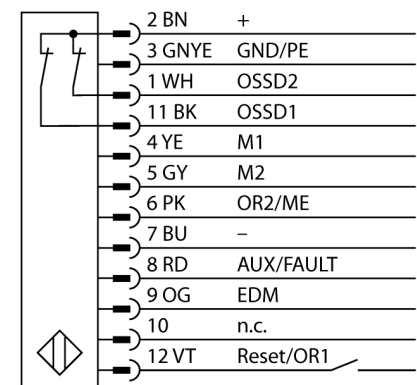 2 BN +
3 GNYE GND/PE
1 WH OSSD2
11 BK OSSD1
4 YE M1
5 GY M2
6 PK OR2/ME
7 BU –
8 RD AUX/FAULT
9 OG EDM
10 n.c.
12 VT Reset/OR1